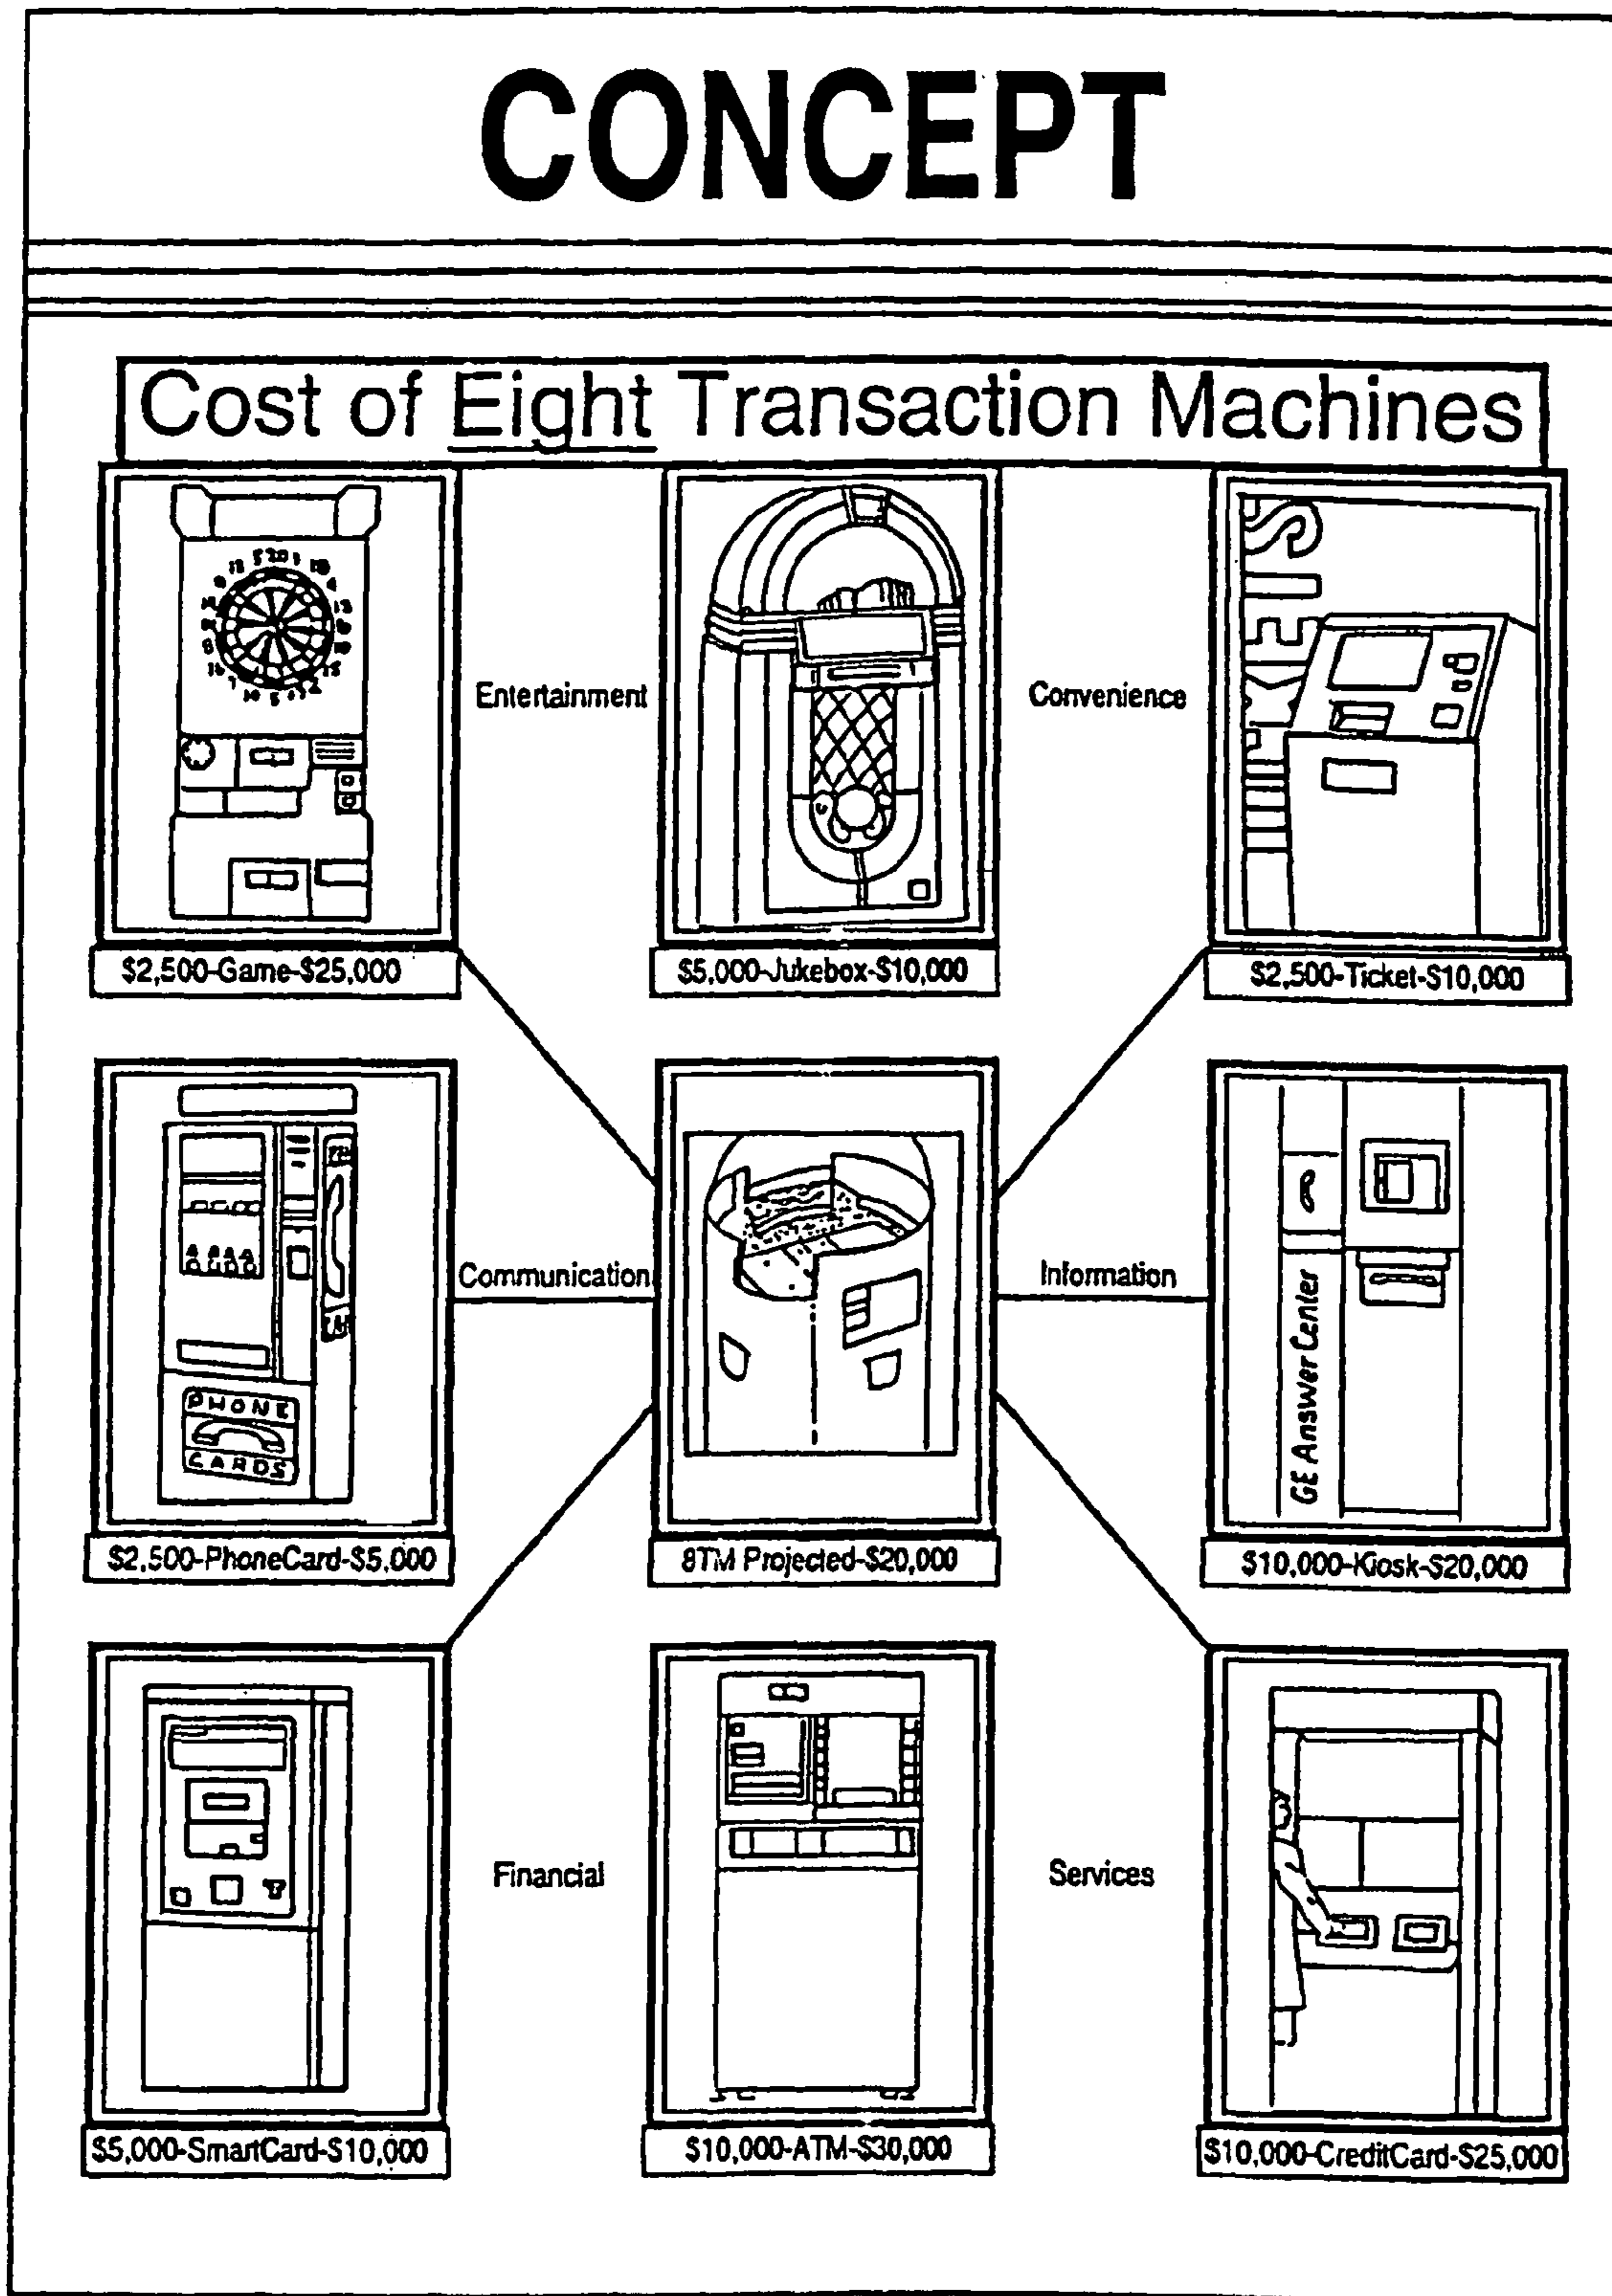 CONCEPT
Cost of Eight Transaction Machines
Entertainment
Convenience
TICKETS
$2,500-Game-$25,000
$5,000-Jukebox-$10,000
$2,500-Ticket-$10,000
Communication
Information
PHONE
CARDS
GE Answer Center
$2,500-PhoneCard-$5,000
8TM Projected-$20,000
$10,000-Kiosk-$20,000
Financial
Services
$5,000-SmartCard-$10,000
$10,000-ATM-$30,000
$10,000-CreditCard-$25,000